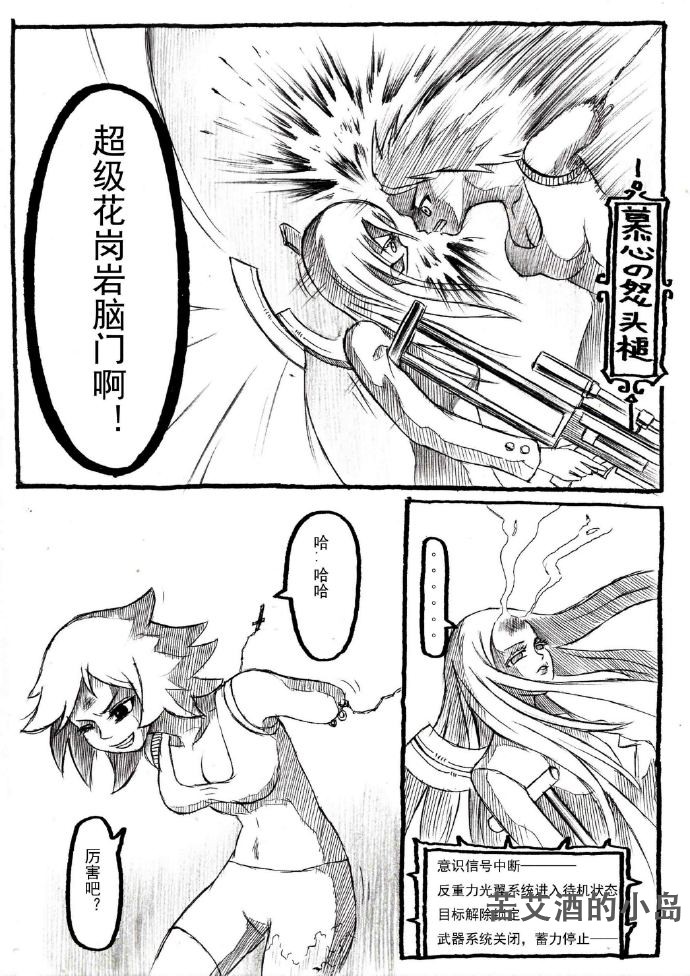 超级花岗岩脑门啊！
慕心の怒头槌
哈…哈哈
厉害吧？
……
意识信号中断————
反重力光翼系统进入待机状态
目标解除锁定
武器系统关闭，蓄力停止——
苦艾酒的小岛